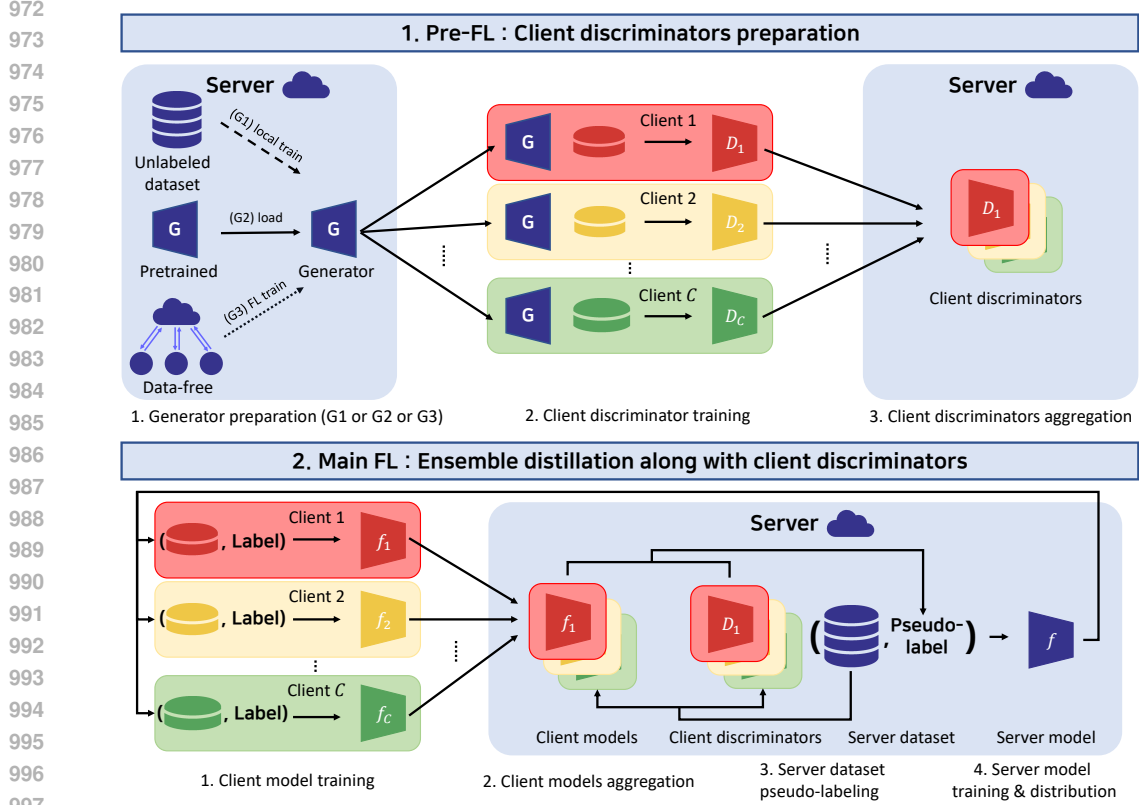 972
973
974
975
976
977
978
979
980
981
982
983
984
985
986
987
988
989
990
991
992
993
994
995
996
997
1. Pre-FL : Client discriminators preparation
Server
Unlabeled
dataset
(G1) local train
G
Pretrained
(G2) load
G
Generator
(G3) FL train
Data-free
1. Generator preparation (G1 or G2 or G3)
G
Client 1
D1
G
Client 2
D2
G
Client C
DC
2. Client discriminator training
Server
D1
Client discriminators
3. Client discriminators aggregation
2. Main FL : Ensemble distillation along with client discriminators
( , Label)
Client 1
f1
( , Label)
Client 2
f2
( , Label)
Client C
fC
1. Client model training
Server
f1
Client models
2. Client models aggregation
D1
Client discriminators
( , Pseudo-
label )
Server dataset
3. Server dataset
pseudo-labeling
f
Server model
4. Server model
training & distribution